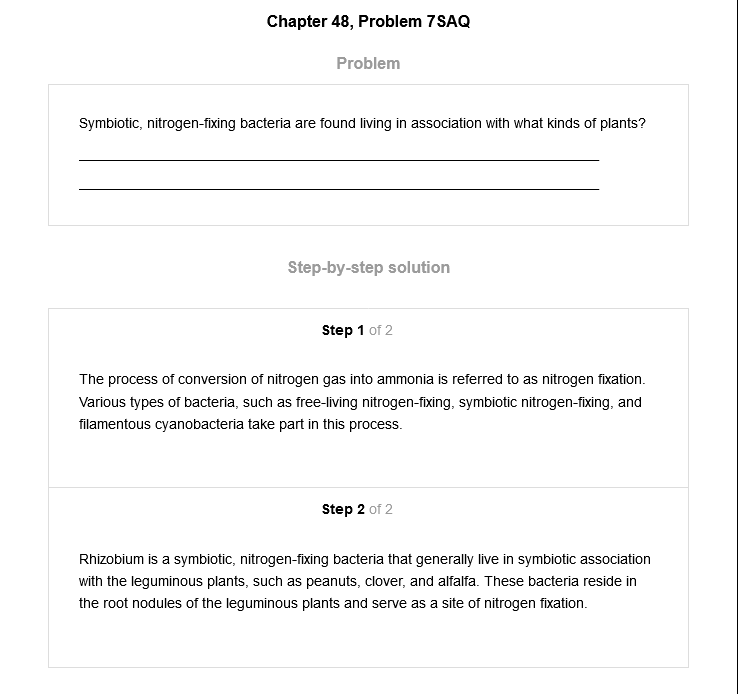 Chapter 48, Problem 7SAQ
Problem
Symbiotic, nitrogen-fixing bacteria are found living in association with what kinds of plants?
Step-by-step solution
Step 1 of 2
The process of conversion of nitrogen gas into ammonia is referred to as nitrogen fixation.
Various types of bacteria, such as free-living nitrogen-fixing, symbiotic nitrogen-fixing, and
filamentous cyanobacteria take part in this process.
Step 2 of 2
Rhizobium is a symbiotic, nitrogen-fixing bacteria that generally live in symbiotic association
with the leguminous plants, such as peanuts, clover, and alfalfa. These bacteria reside in
the root nodules of the leguminous plants and serve as a site of nitrogen fixation.